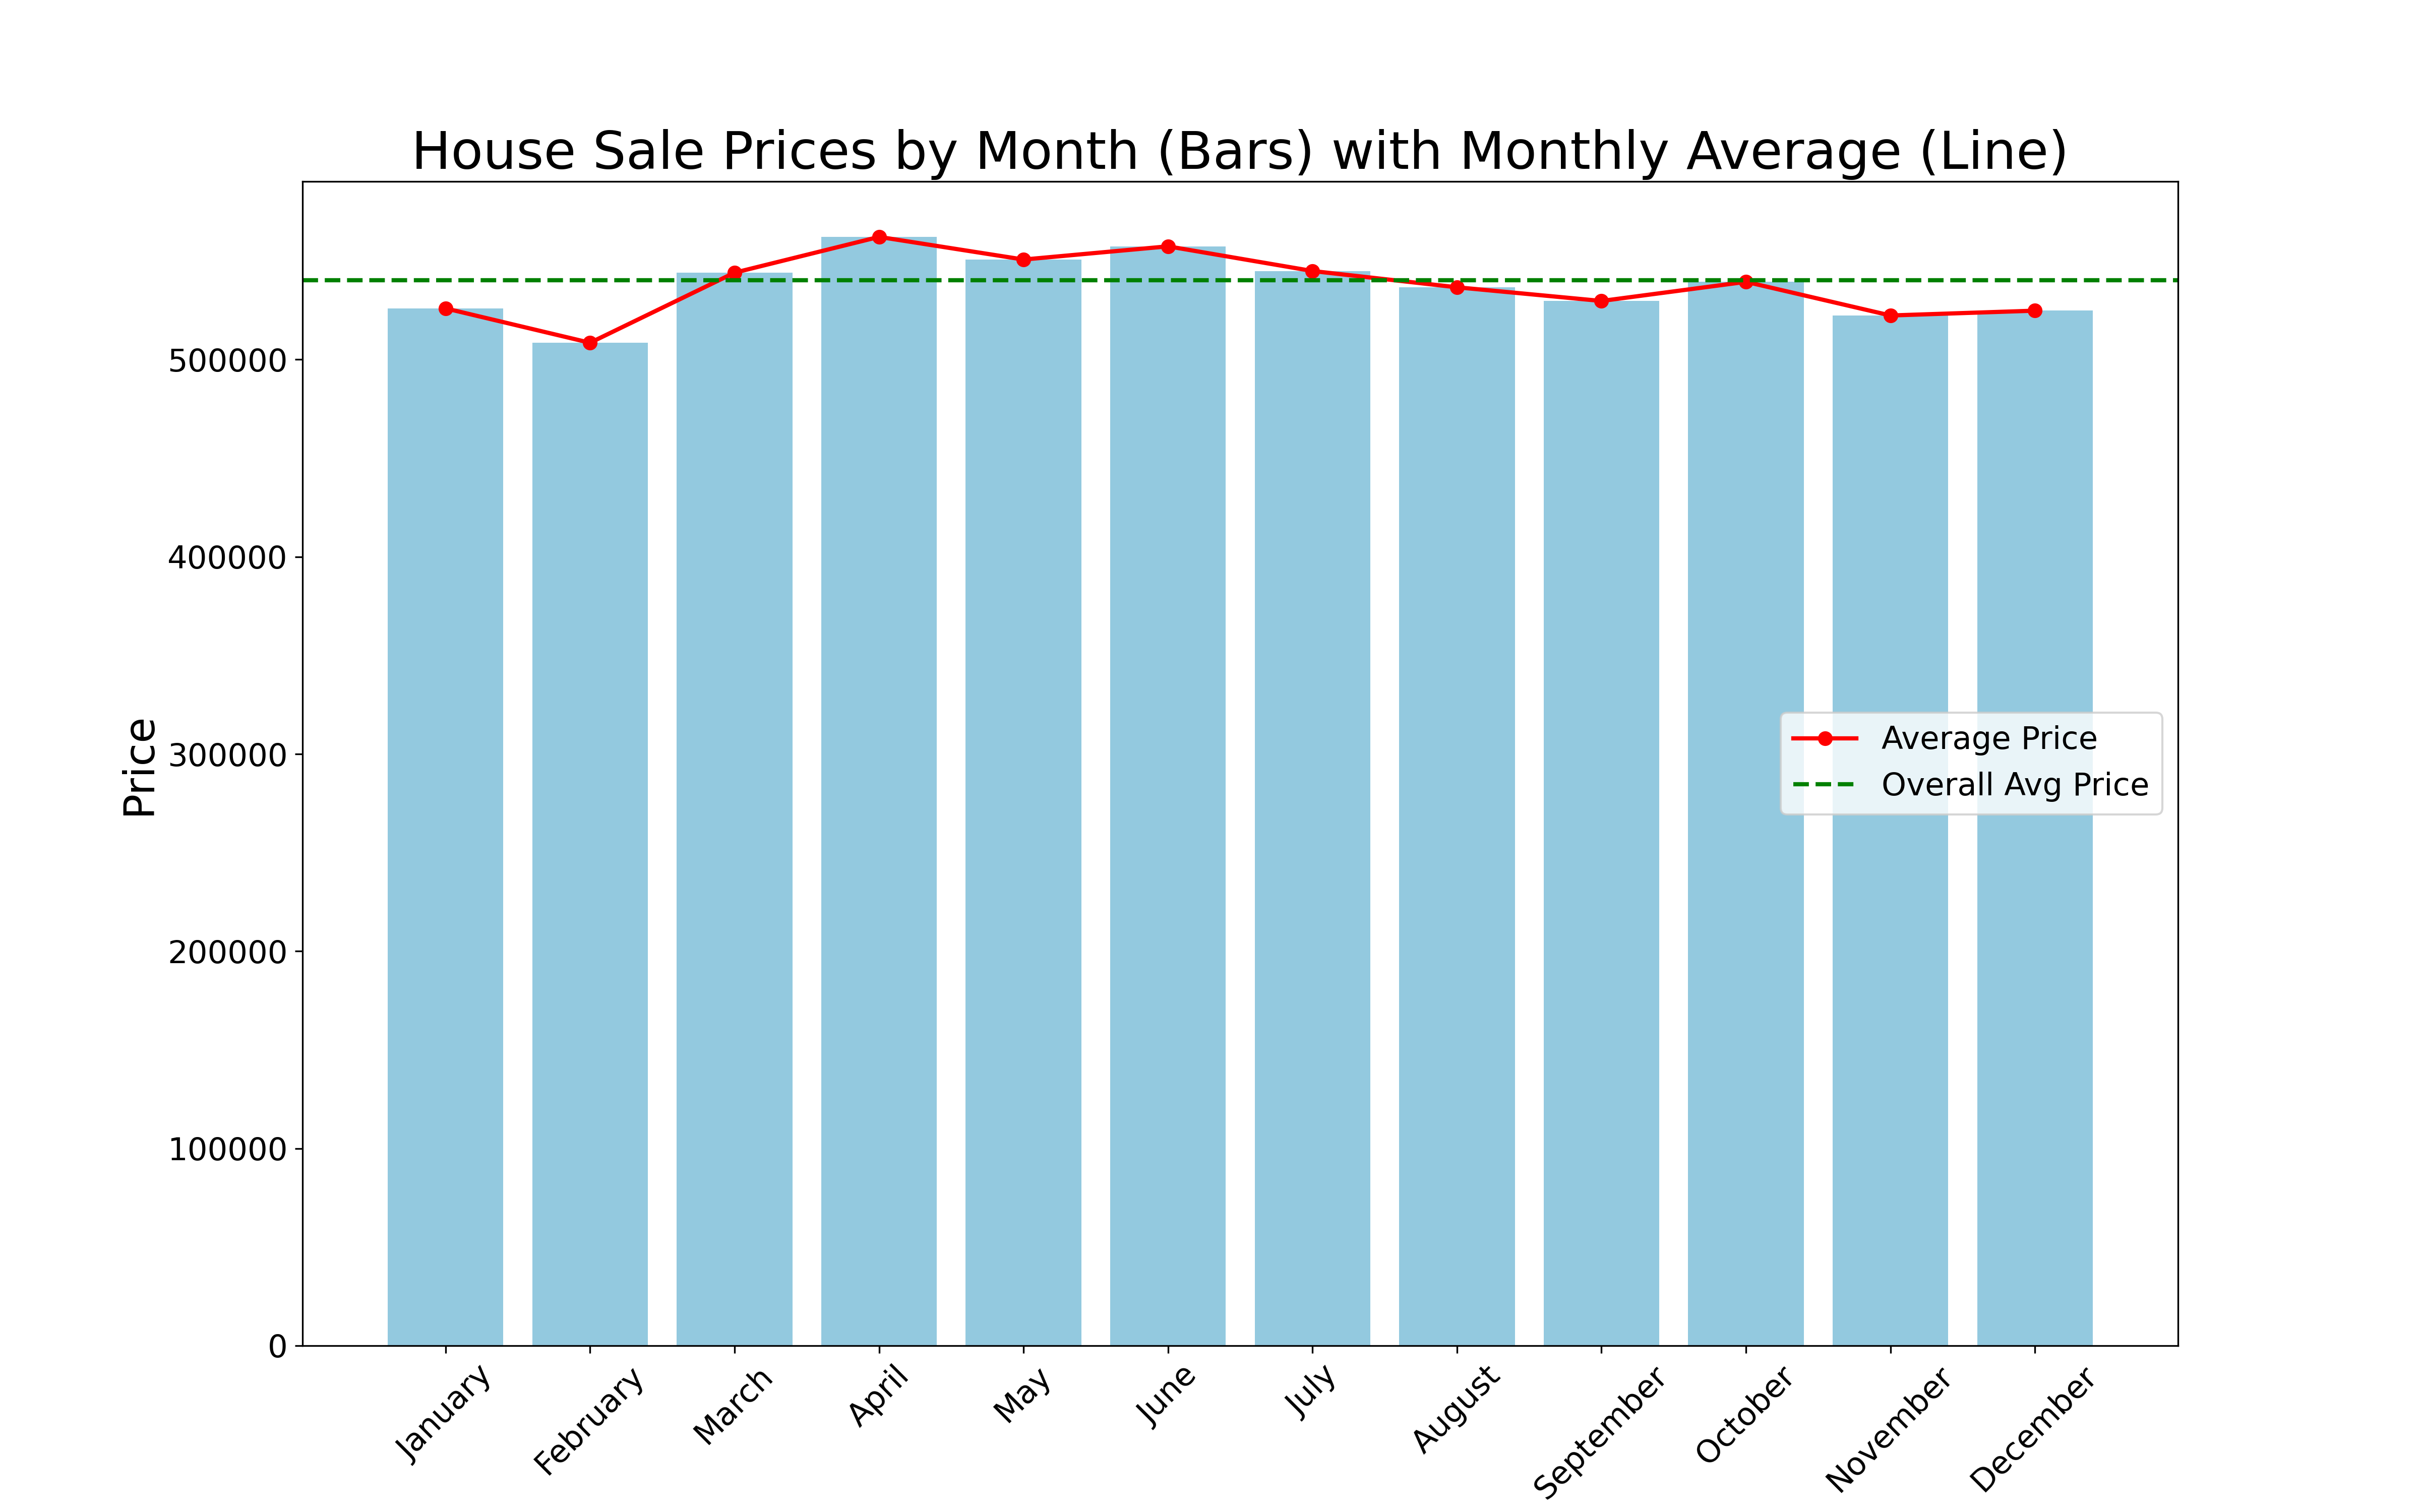 House Sale Prices by Month (Bars) with Monthly Average (Line)
Price
500000
400000
300000
200000
100000
0
Average Price
Overall Avg Price
January
February
March
April
May
June
July
August
September
October
November
December